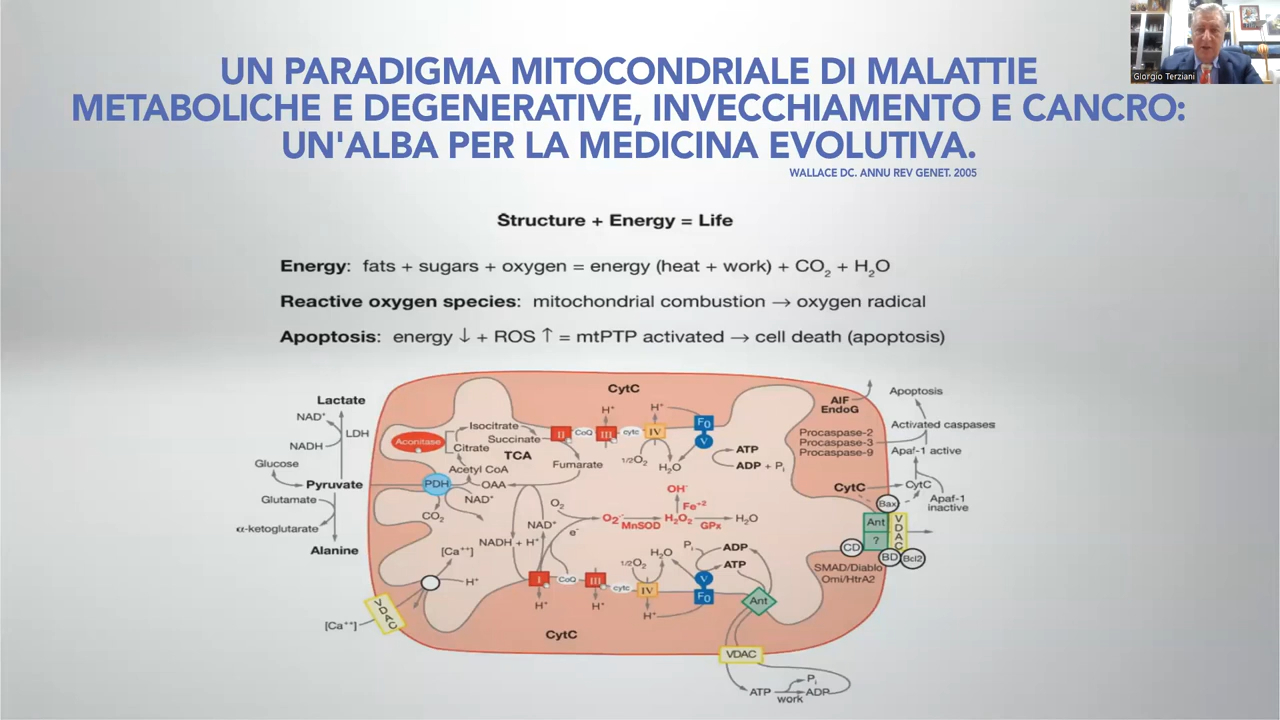 Giorgio Terziani
UN PARADIGMA MITOCONDRIALE DI MALATTIE
METABOLICHE E DEGENERATIVE, INVECCHIAMENTO E CANCRO:
UN'ALBA PER LA MEDICINA EVOLUTIVA.
WALLACE DC. ANNU REV GENET. 2005
Structure + Energy = Life
Energy: fats + sugars + oxygen = energy (heat + work) + CO₂ + H₂O
Reactive oxygen species: mitochondrial combustion → oxygen radical
Apoptosis: energy ↓ + ROS ↑ = mtPTP activated → cell death (apoptosis)
Lactate
NAD⁺
LDH
NADH
Glucose
Pyruvate
Glutamate
α-ketoglutarate
Alanine
[Ca⁺⁺]
VDAC
CytC
Aconitase
Isocitrate
Succinate
Citrate
TCA
Acetyl CoA
OAA
Fumarate
PDH
NAD⁺
CO₂
II
CoQ
III
cytc
IV
H⁺
H⁺
F₀
V
1/2O₂
H₂O
ATP
ADP + Pᵢ
OH⁻
Fe⁺²
O₂
O₂⁻
MnSOD
H₂O₂
GPx
H₂O
NAD⁺
e⁻
NADH + H⁺
[Ca⁺⁺]
H⁺
1/2O₂
H₂O
Pᵢ
ADP
ATP
I
CoQ
III
cytc
IV
V
F₀
Ant
H⁺
H⁺
H⁺
CytC
VDAC
ATP
work
Pᵢ
ADP
AIF
EndoG
Apoptosis
Procaspase-2
Procaspase-3
Procaspase-9
Activated caspases
Apaf-1 active
CytC
CytC
Apaf-1
inactive
Bax
Ant
?
VDAC
CD
BD
Bcl2
SMAD/Diablo
Omi/HtrA2